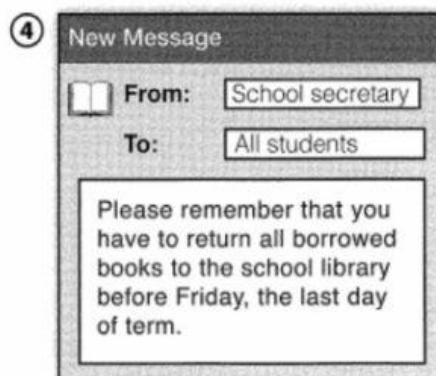 ④
New Message
From: School secretary
To: All students
Please remember that you
have to return all borrowed
books to the school library
before Friday, the last day
of term.